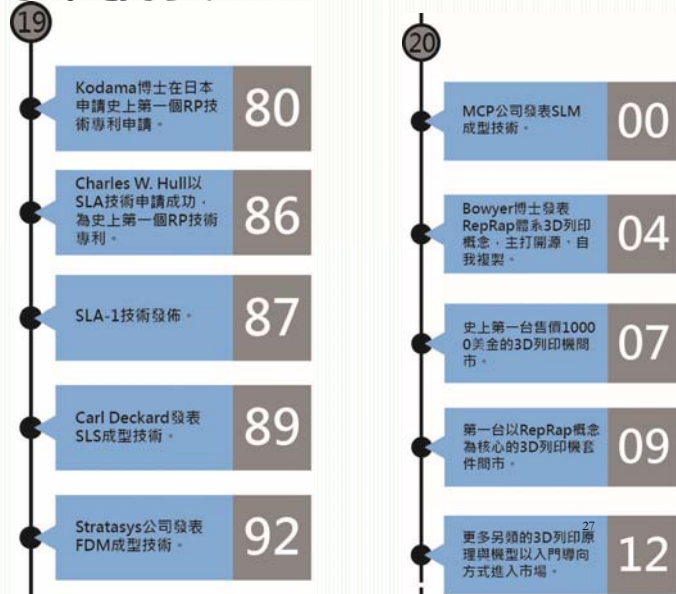 19
Kodama博士在日本
申請史上第一個RP技
術專利申請。
80
Charles W. Hull以
SLA技術申請成功，
為史上第一個RP技術
專利。
86
SLA-1技術發佈。
87
Carl Deckard發表
SLS成型技術。
89
Stratasys公司發表
FDM成型技術。
92
20
MCP公司發表SLM
成型技術。
00
Bowyer博士發表
RepRap體系3D列印
概念，主打開源、自
我複製。
04
史上第一台售價1000
0美金的3D列印機問
市。
07
第一台以RepRap概念
為核心的3D列印機套
件問市。
09
27
更多另類的3D列印原
理與機型以入門導向
方式進入市場。
12